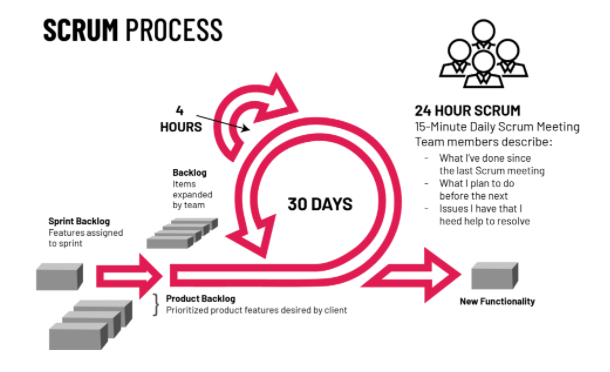 SCRUM PROCESS
4
HOURS
30 DAYS
24 HOUR SCRUM
15-Minute Daily Scrum Meeting
Team members describe:
- What I've done since
the last Scrum meeting
- What I plan to do
before the next
- Issues I have that I
need help to resolve
Backlog
Items
expanded
by team
Sprint Backlog
Features assigned
to sprint
} Product Backlog
Prioritized product features desired by client
New Functionality